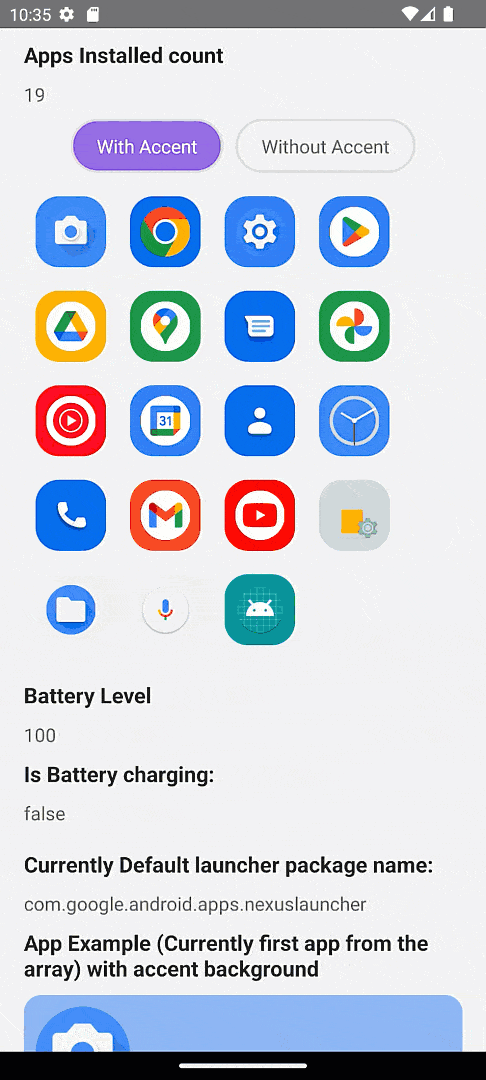 10:35
Apps Installed count
19
With Accent
Without Accent
31
Battery Level
100
Is Battery charging:
false
Currently Default launcher package name:
com.google.android.apps.nexuslauncher
App Example (Currently first app from the
array) with accent background